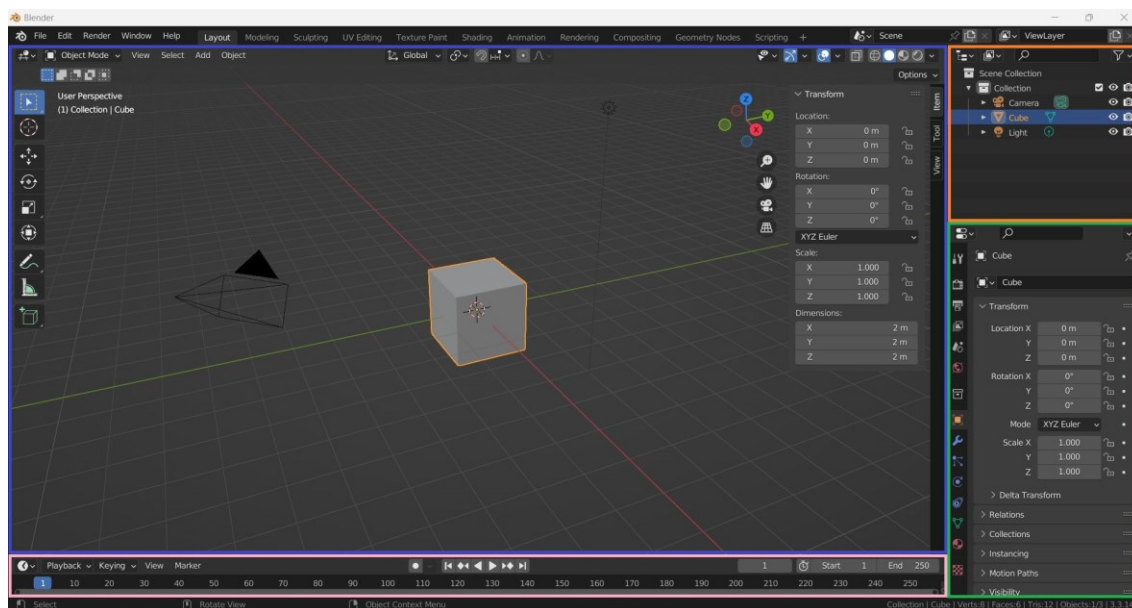 Blender
File Edit Render Window Help Layout Modeling Sculpting UV Editing Texture Paint Shading Animation Rendering Compositing Geometry Nodes Scripting + Scene ViewLayer
Object Mode View Select Add Object Global
Options
User Perspective
(1) Collection | Cube
Z
Y
X
Transform
Location:
X 0 m
Y 0 m
Z 0 m
Rotation:
X 0°
Y 0°
Z 0°
XYZ Euler
Scale:
X 1.000
Y 1.000
Z 1.000
Dimensions:
X 2 m
Y 2 m
Z 2 m
Item
Tool
View
Scene Collection
Collection
Camera
Cube
Light
Cube
Cube
Transform
Location X 0 m
Y 0 m
Z 0 m
Rotation X 0°
Y 0°
Z 0°
Mode XYZ Euler
Scale X 1.000
Y 1.000
Z 1.000
Delta Transform
Relations
Collections
Instancing
Motion Paths
Visibility
Playback Keying View Marker 1 Start 1 End 250
1 10 20 30 40 50 60 70 80 90 100 110 120 130 140 150 160 170 180 190 200 210 220 230 240 250
Select Rotate View Object Context Menu Collection | Cube | Verts:8 | Faces:6 | Tris:12 | Objects:1/3 | 3.3.1